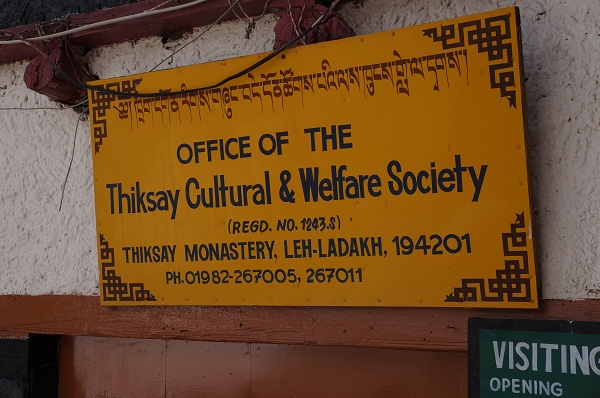 OFFICE OF THE
Thiksay Cultural & Welfare Society
(REGD. NO. 1243.S)
THIKSAY MONASTERY, LEH-LADAKH, 194201
PH.01982-267005, 267011
VISITING
OPENING